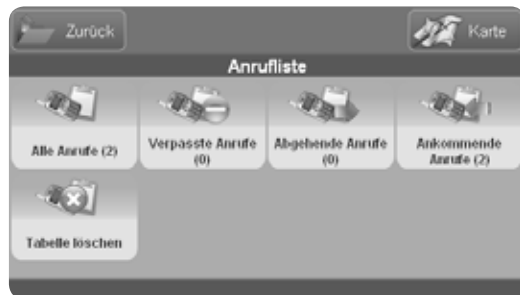 Zurück
Karte
Anrufliste
Alle Anrufe (2)
Verpasste Anrufe
(0)
Abgehende Anrufe
(0)
Ankommende
Anrufe (2)
Tabelle löschen